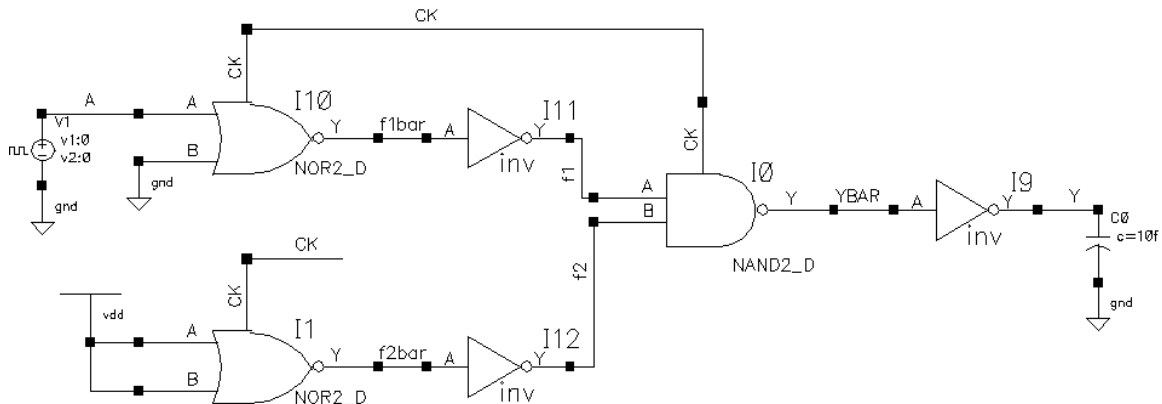 CK
CK
A
A
V1
v1:0
v2:0
gnd
B
gnd
I10
Y
NOR2_D
f1bar
A
I11
Y
inv
f1
CK
A
B
I0
Y
NAND2_D
YBAR
A
I9
Y
inv
Y
C0
c=10f
gnd
CK
CK
vdd
A
B
I1
Y
NOR2_D
f2bar
A
I12
Y
inv
f2